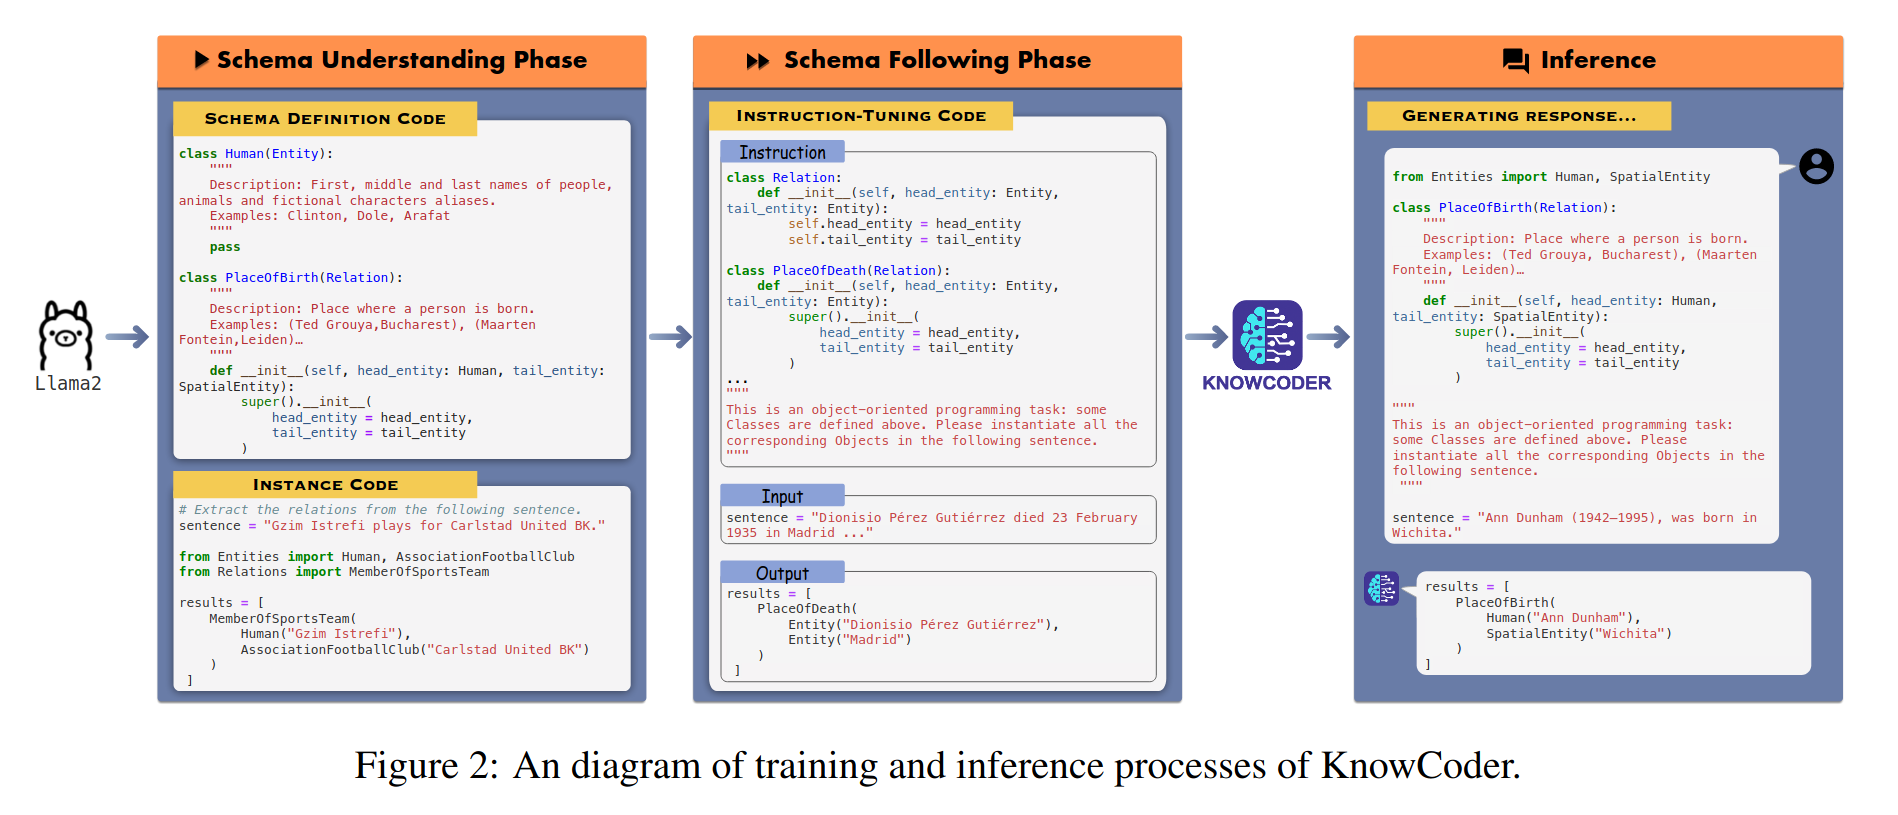 Llama2
Schema Understanding Phase
SCHEMA DEFINITION CODE
class Human(Entity):
    """
    Description: First, middle and last names of people,
animals and fictional characters aliases.
    Examples: Clinton, Dole, Arafat
    """
    pass
class PlaceOfBirth(Relation):
    """
    Description: Place where a person is born.
    Examples: (Ted Grouya,Bucharest), (Maarten
Fontein,Leiden)…
    """
    def __init__(self, head_entity: Human, tail_entity:
SpatialEntity):
        super().__init__(
            head_entity = head_entity,
            tail_entity = tail_entity
        )
INSTANCE CODE
# Extract the relations from the following sentence.
sentence = "Gzim Istrefi plays for Carlstad United BK."
from Entities import Human, AssociationFootballClub
from Relations import MemberOfSportsTeam
results = [
    MemberOfSportsTeam(
        Human("Gzim Istrefi"),
        AssociationFootballClub("Carlstad United BK")
    )
 ]
Schema Following Phase
INSTRUCTION-TUNING CODE
Instruction
class Relation:
    def __init__(self, head_entity: Entity,
tail_entity: Entity):
        self.head_entity = head_entity
        self.tail_entity = tail_entity
class PlaceOfDeath(Relation):
    def __init__(self, head_entity: Entity,
tail_entity: Entity):
        super().__init__(
            head_entity = head_entity,
            tail_entity = tail_entity
        )
...
"""
This is an object-oriented programming task: some
Classes are defined above. Please instantiate all the
corresponding Objects in the following sentence.
"""
Input
sentence = "Dionisio Pérez Gutiérrez died 23 February
1935 in Madrid ..."
Output
results = [
    PlaceOfDeath(
        Entity("Dionisio Pérez Gutiérrez"),
        Entity("Madrid")
    )
 ]
KNOWCODER
Inference
GENERATING RESPONSE...
from Entities import Human, SpatialEntity
class PlaceOfBirth(Relation):
    """
    Description: Place where a person is born.
    Examples: (Ted Grouya, Bucharest), (Maarten
Fontein, Leiden)…
    """
    def __init__(self, head_entity: Human,
tail_entity: SpatialEntity):
        super().__init__(
            head_entity = head_entity,
            tail_entity = tail_entity
        )
"""
This is an object-oriented programming task:
some Classes are defined above. Please
instantiate all the corresponding Objects in the
following sentence.
 """
sentence = "Ann Dunham (1942–1995), was born in
Wichita."
results = [
    PlaceOfBirth(
        Human("Ann Dunham"),
        SpatialEntity("Wichita")
    )
]
Figure 2: An diagram of training and inference processes of KnowCoder.